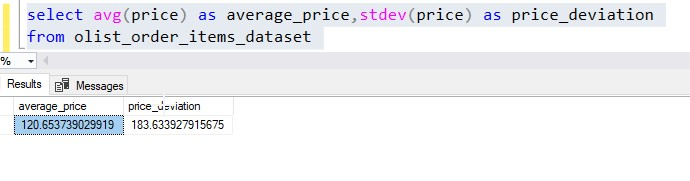 select avg(price) as average_price,stdev(price) as price_deviation
from olist_order_items_dataset
%
Results Messages
average_price price_deviation
120.653739029919 183.633927915675